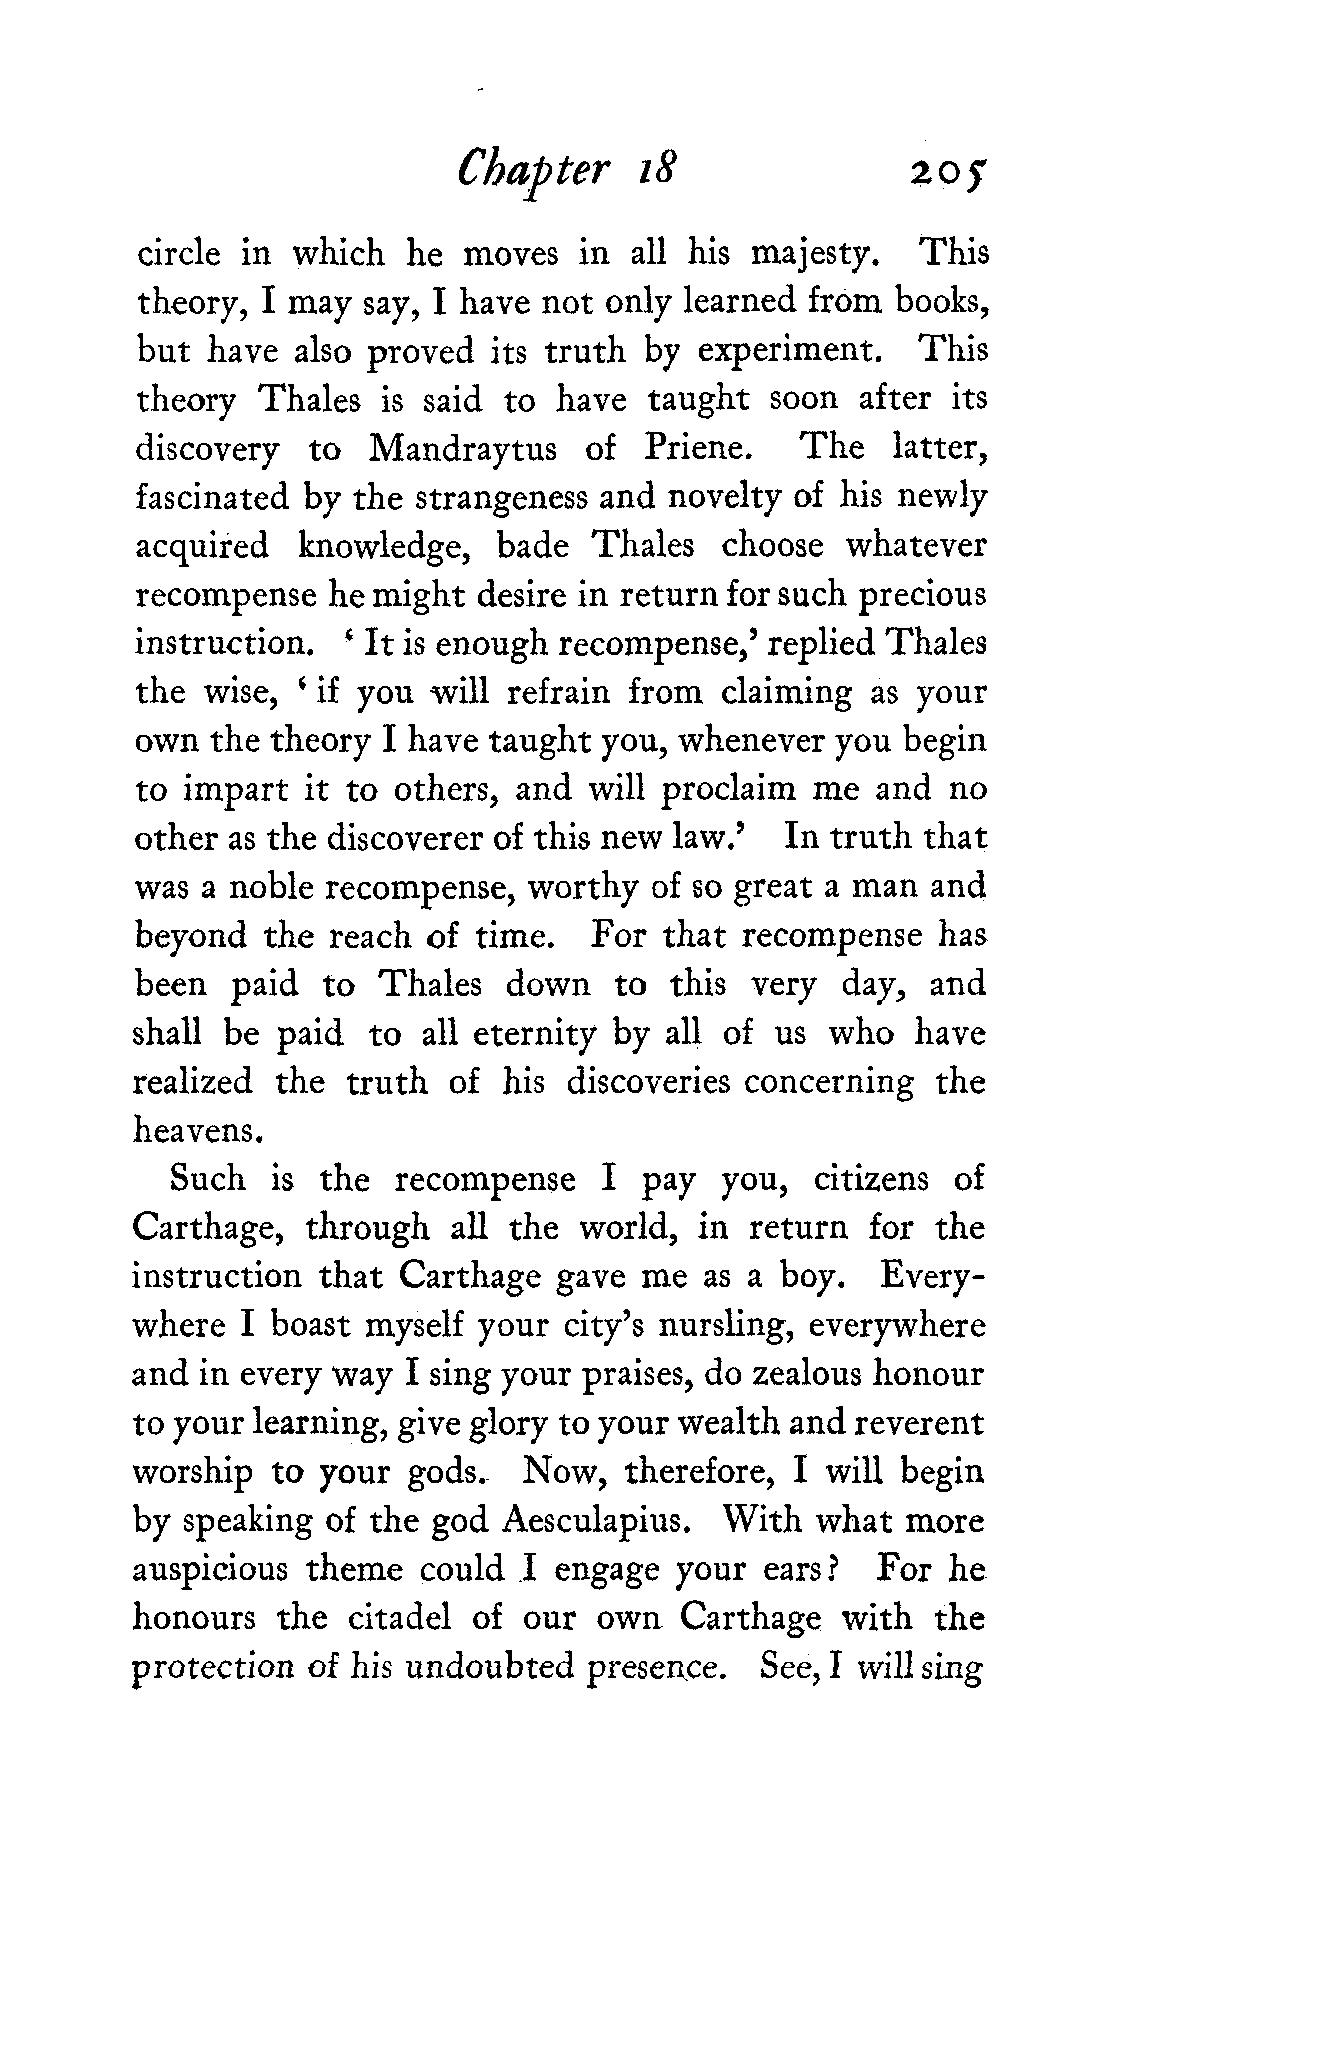 Chapter 18 205
circle in which he moves in all his majesty. This
theory, I may say, I have not only learned from books,
but have also proved its truth by experiment. This
theory Thales is said to have taught soon after its
discovery to Mandraytus of Priene. The latter,
fascinated by the strangeness and novelty of his newly
acquired knowledge, bade Thales choose whatever
recompense he might desire in return for such precious
instruction. ‘ It is enough recompense,’ replied Thales
the wise, ‘ if you will refrain from claiming as your
own the theory I have taught you, whenever you begin
to impart it to others, and will proclaim me and no
other as the discoverer of this new law.’ In truth that
was a noble recompense, worthy of so great a man and
beyond the reach of time. For that recompense has
been paid to Thales down to this very day, and
shall be paid to all eternity by all of us who have
realized the truth of his discoveries concerning the
heavens.
Such is the recompense I pay you, citizens of
Carthage, through all the world, in return for the
instruction that Carthage gave me as a boy. Every-
where I boast myself your city’s nursling, everywhere
and in every way I sing your praises, do zealous honour
to your learning, give glory to your wealth and reverent
worship to your gods. Now, therefore, I will begin
by speaking of the god Aesculapius. With what more
auspicious theme could I engage your ears? For he
honours the citadel of our own Carthage with the
protection of his undoubted presence. See, I will sing